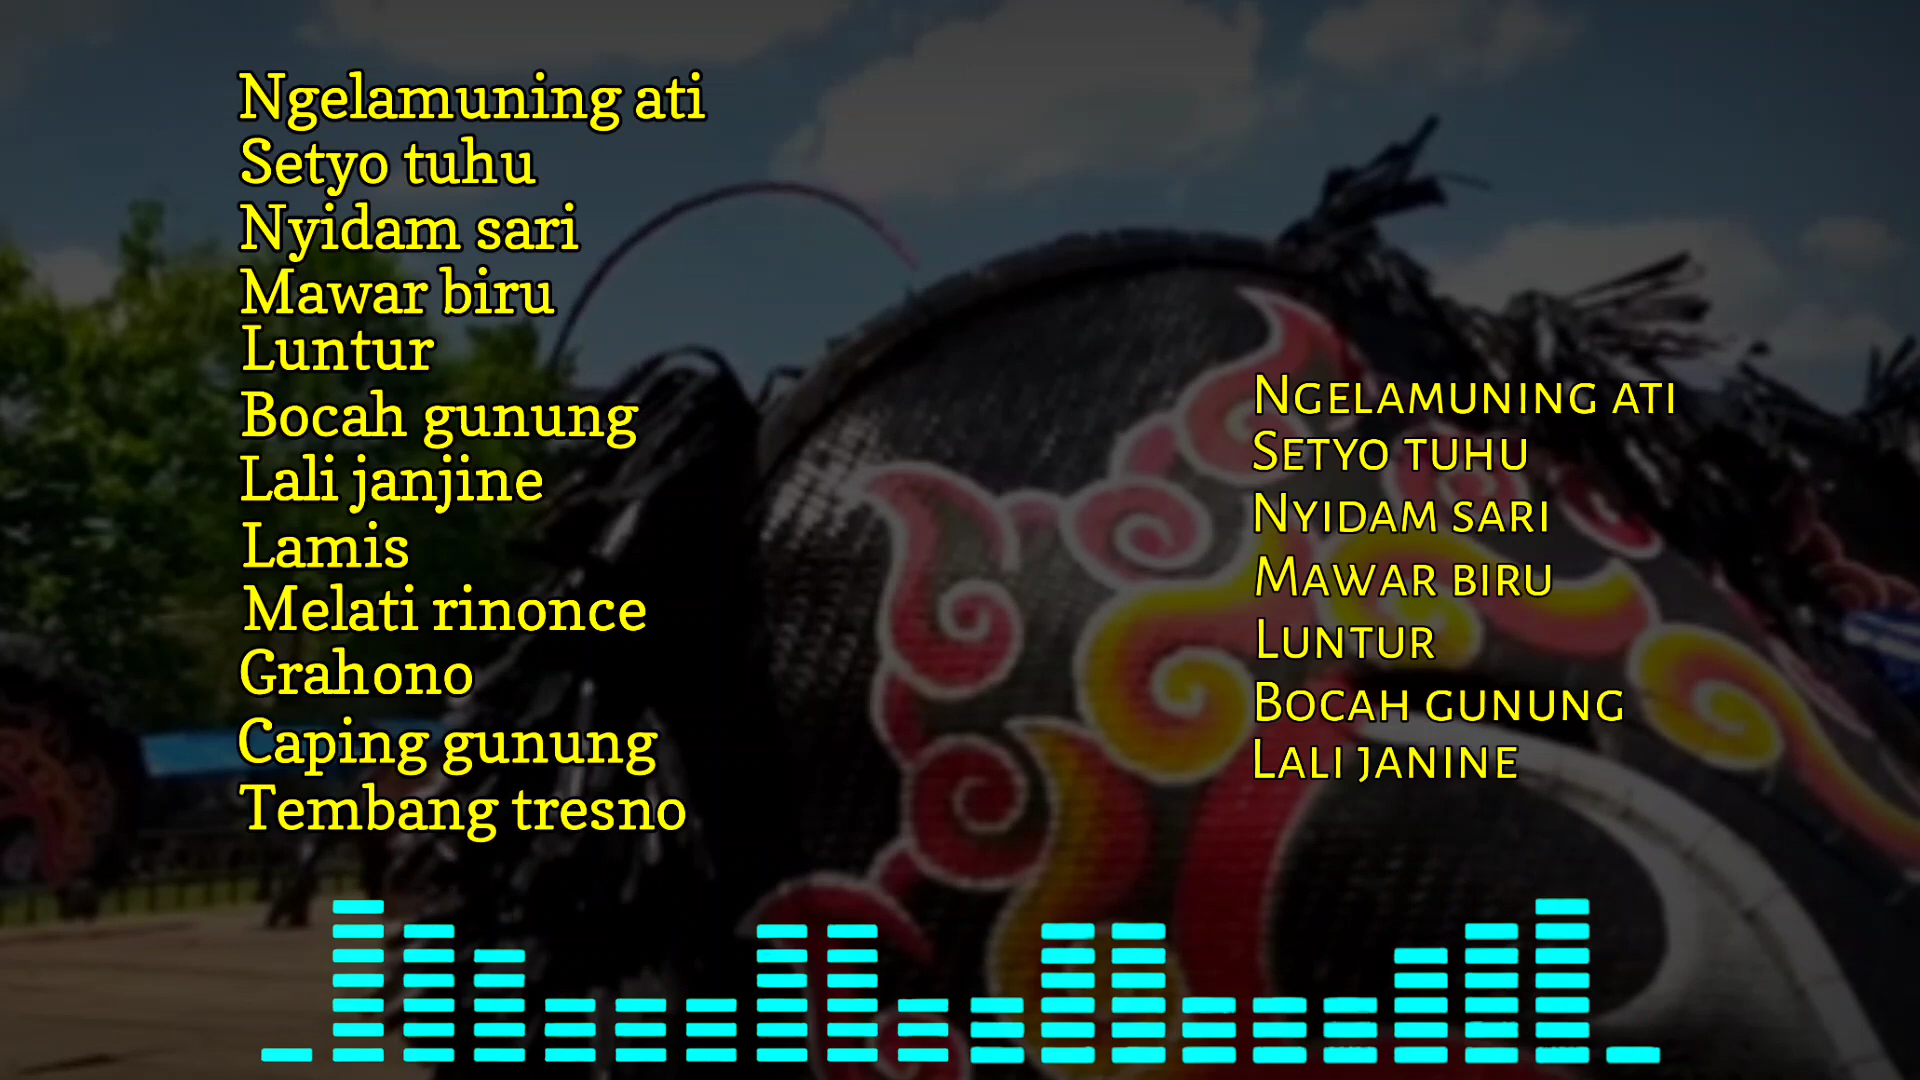 Ngelamuning ati
Setyo tuhu
Nyidam sari
Mawar biru
Luntur
Bocah gunung
Lali janjine
Lamis
Melati rinonce
Grahono
Caping gunung
Tembang tresno
Ngelamuning ati
Setyo tuhu
Nyidam sari
Mawar biru
Luntur
Bocah gunung
Lali janine